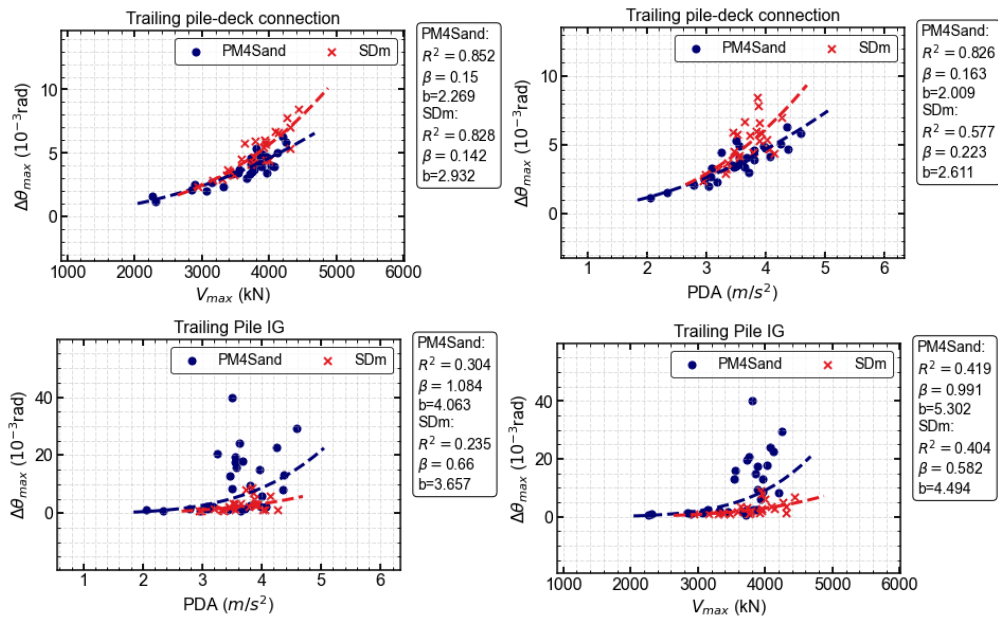 Trailing pile-deck connection
PM4Sand SDm
10
5
0
Δθmax (10⁻³rad)
1000 2000 3000 4000 5000 6000
Vmax (kN)
PM4Sand:
R² = 0.852
β = 0.15
b=2.269
SDm:
R² = 0.828
β = 0.142
b=2.932
Trailing pile-deck connection
PM4Sand SDm
10
5
0
Δθmax (10⁻³rad)
1 2 3 4 5 6
PDA (m/s²)
PM4Sand:
R² = 0.826
β = 0.163
b=2.009
SDm:
R² = 0.577
β = 0.223
b=2.611
Trailing Pile IG
PM4Sand SDm
40
20
0
Δθmax (10⁻³rad)
1 2 3 4 5 6
PDA (m/s²)
PM4Sand:
R² = 0.304
β = 1.084
b=4.063
SDm:
R² = 0.235
β = 0.66
b=3.657
Trailing Pile IG
PM4Sand SDm
40
20
0
Δθmax (10⁻³rad)
1000 2000 3000 4000 5000 6000
Vmax (kN)
PM4Sand:
R² = 0.419
β = 0.991
b=5.302
SDm:
R² = 0.404
β = 0.582
b=4.494